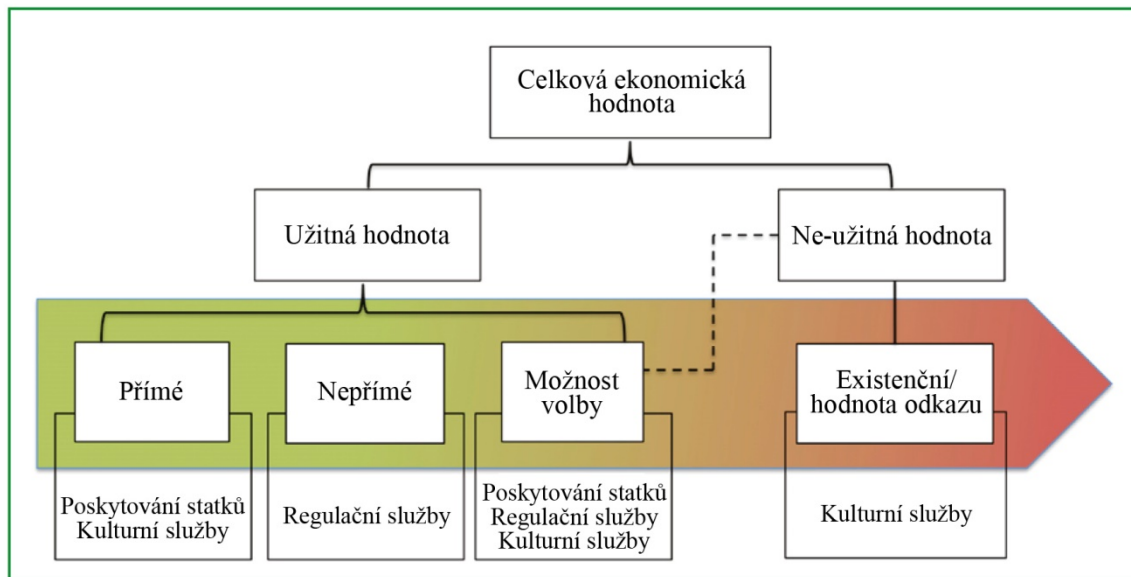 Celková ekonomická
hodnota
Užitná hodnota
Ne-užitná hodnota
Přímé
Nepřímé
Možnost
volby
Existenční/
hodnota odkazu
Poskytování statků
Kulturní služby
Regulační služby
Poskytování statků
Regulační služby
Kulturní služby
Kulturní služby